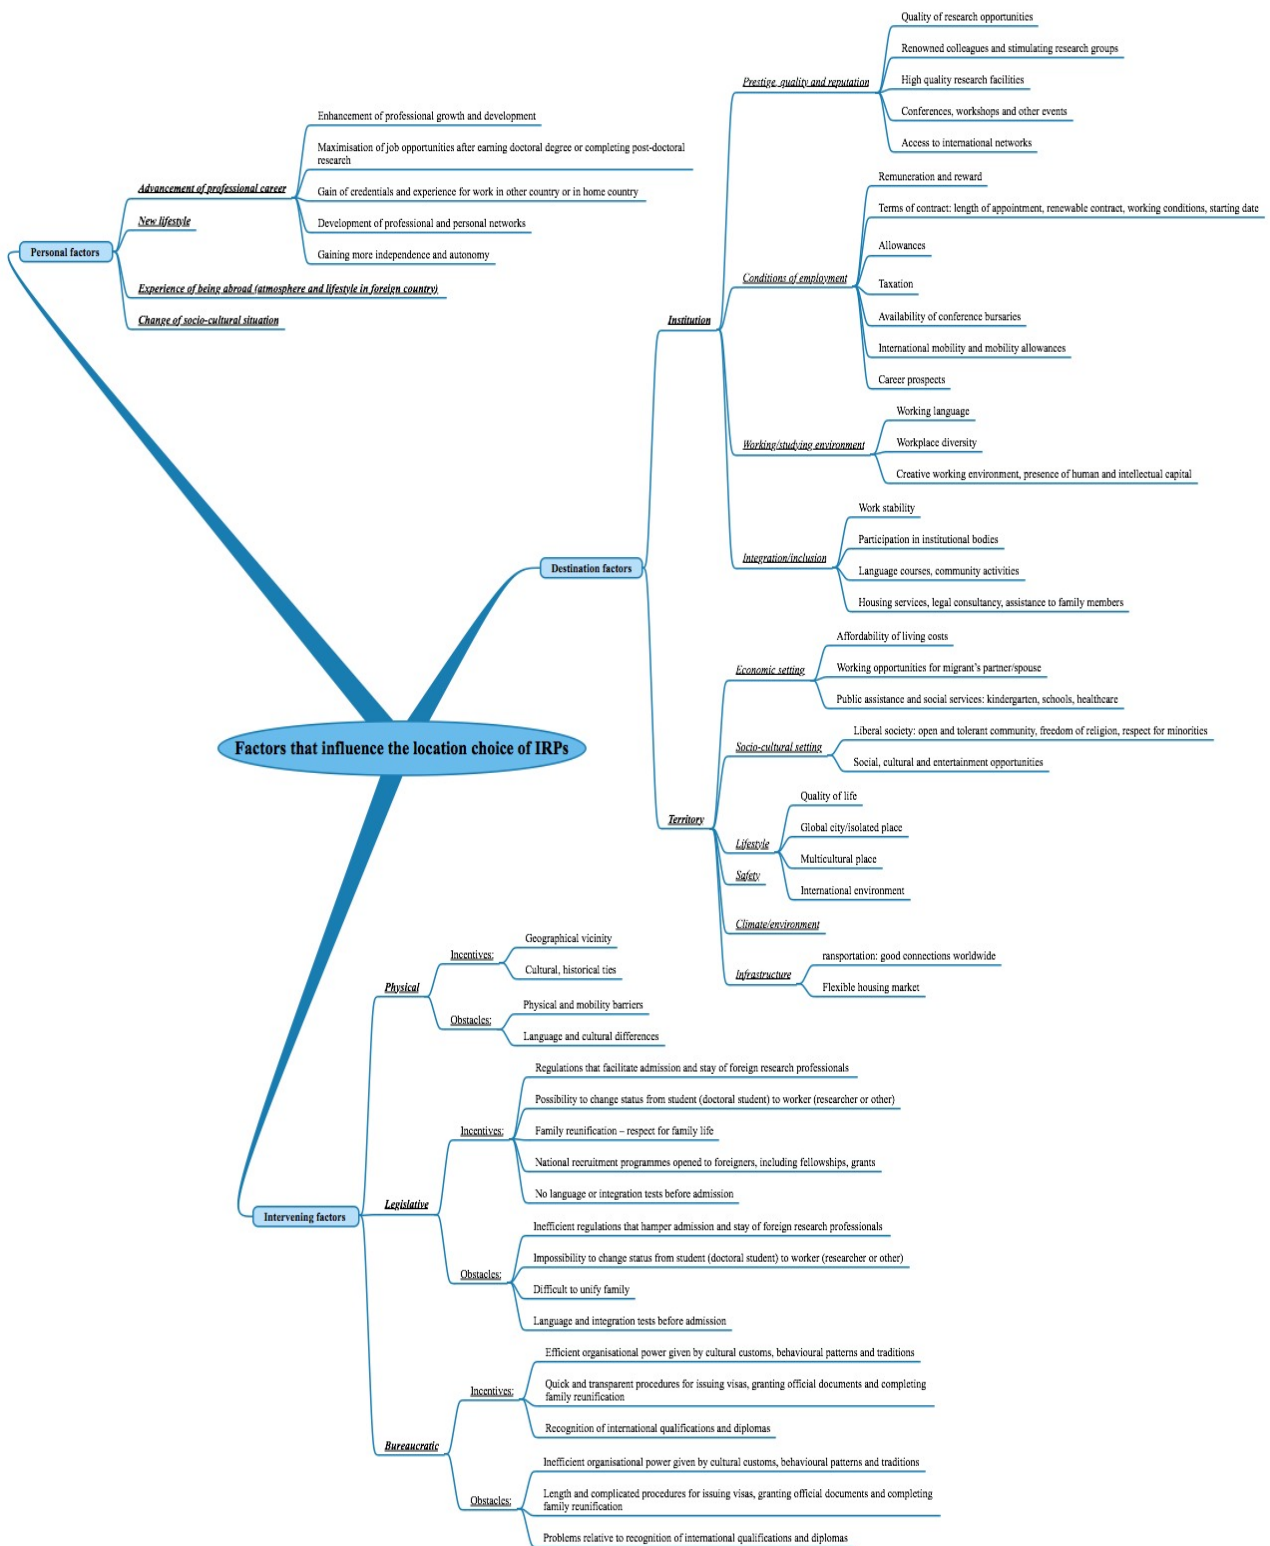 Factors that influence the location choice of IRPs
Personal factors
Advancement of professional career
Enhancement of professional growth and development
Maximisation of job opportunities after earning doctoral degree or completing post-doctoral
research
Gain of credentials and experience for work in other country or in home country
Development of professional and personal networks
Gaining more independence and autonomy
New lifestyle
Experience of being abroad (atmosphere and lifestyle in foreign country)
Change of socio-cultural situation
Destination factors
Institution
Prestige, quality and reputation
Quality of research opportunities
Renowned colleagues and stimulating research groups
High quality research facilities
Conferences, workshops and other events
Access to international networks
Conditions of employment
Remuneration and reward
Terms of contract: length of appointment, renewable contract, working conditions, starting date
Allowances
Taxation
Availability of conference bursaries
International mobility and mobility allowances
Career prospects
Working/studying environment
Working language
Workplace diversity
Creative working environment, presence of human and intellectual capital
Integration/inclusion
Work stability
Participation in institutional bodies
Language courses, community activities
Housing services, legal consultancy, assistance to family members
Territory
Economic setting
Affordability of living costs
Working opportunities for migrant's partner/spouse
Public assistance and social services: kindergarten, schools, healthcare
Socio-cultural setting
Liberal society: open and tolerant community, freedom of religion, respect for minorities
Social, cultural and entertainment opportunities
Lifestyle
Quality of life
Global city/isolated place
Multicultural place
International environment
Safety
Climate/environment
Infrastructure
ransportation: good connections worldwide
Flexible housing market
Intervening factors
Physical
Incentives:
Geographical vicinity
Cultural, historical ties
Obstacles:
Physical and mobility barriers
Language and cultural differences
Legislative
Incentives:
Regulations that facilitate admission and stay of foreign research professionals
Possibility to change status from student (doctoral student) to worker (researcher or other)
Family reunification – respect for family life
National recruitment programmes opened to foreigners, including fellowships, grants
No language or integration tests before admission
Obstacles:
Inefficient regulations that hamper admission and stay of foreign research professionals
Impossibility to change status from student (doctoral student) to worker (researcher or other)
Difficult to unify family
Language and integration tests before admission
Bureaucratic
Incentives:
Efficient organisational power given by cultural customs, behavioural patterns and traditions
Quick and transparent procedures for issuing visas, granting official documents and completing
family reunification
Recognition of international qualifications and diplomas
Obstacles:
Inefficient organisational power given by cultural customs, behavioural patterns and traditions
Length and complicated procedures for issuing visas, granting official documents and completing
family reunification
Problems relative to recognition of international qualifications and diplomas